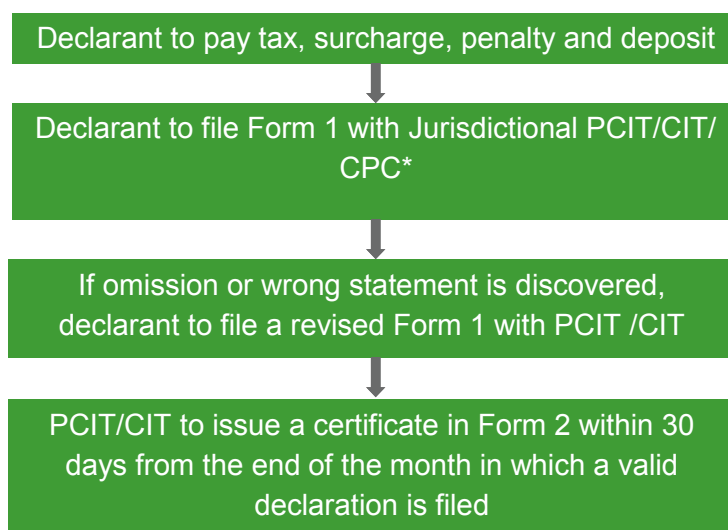 Declarant to pay tax, surcharge, penalty and deposit
Declarant to file Form 1 with Jurisdictional PCIT/CIT/
CPC*
If omission or wrong statement is discovered,
declarant to file a revised Form 1 with PCIT /CIT
PCIT/CIT to issue a certificate in Form 2 within 30
days from the end of the month in which a valid
declaration is filed